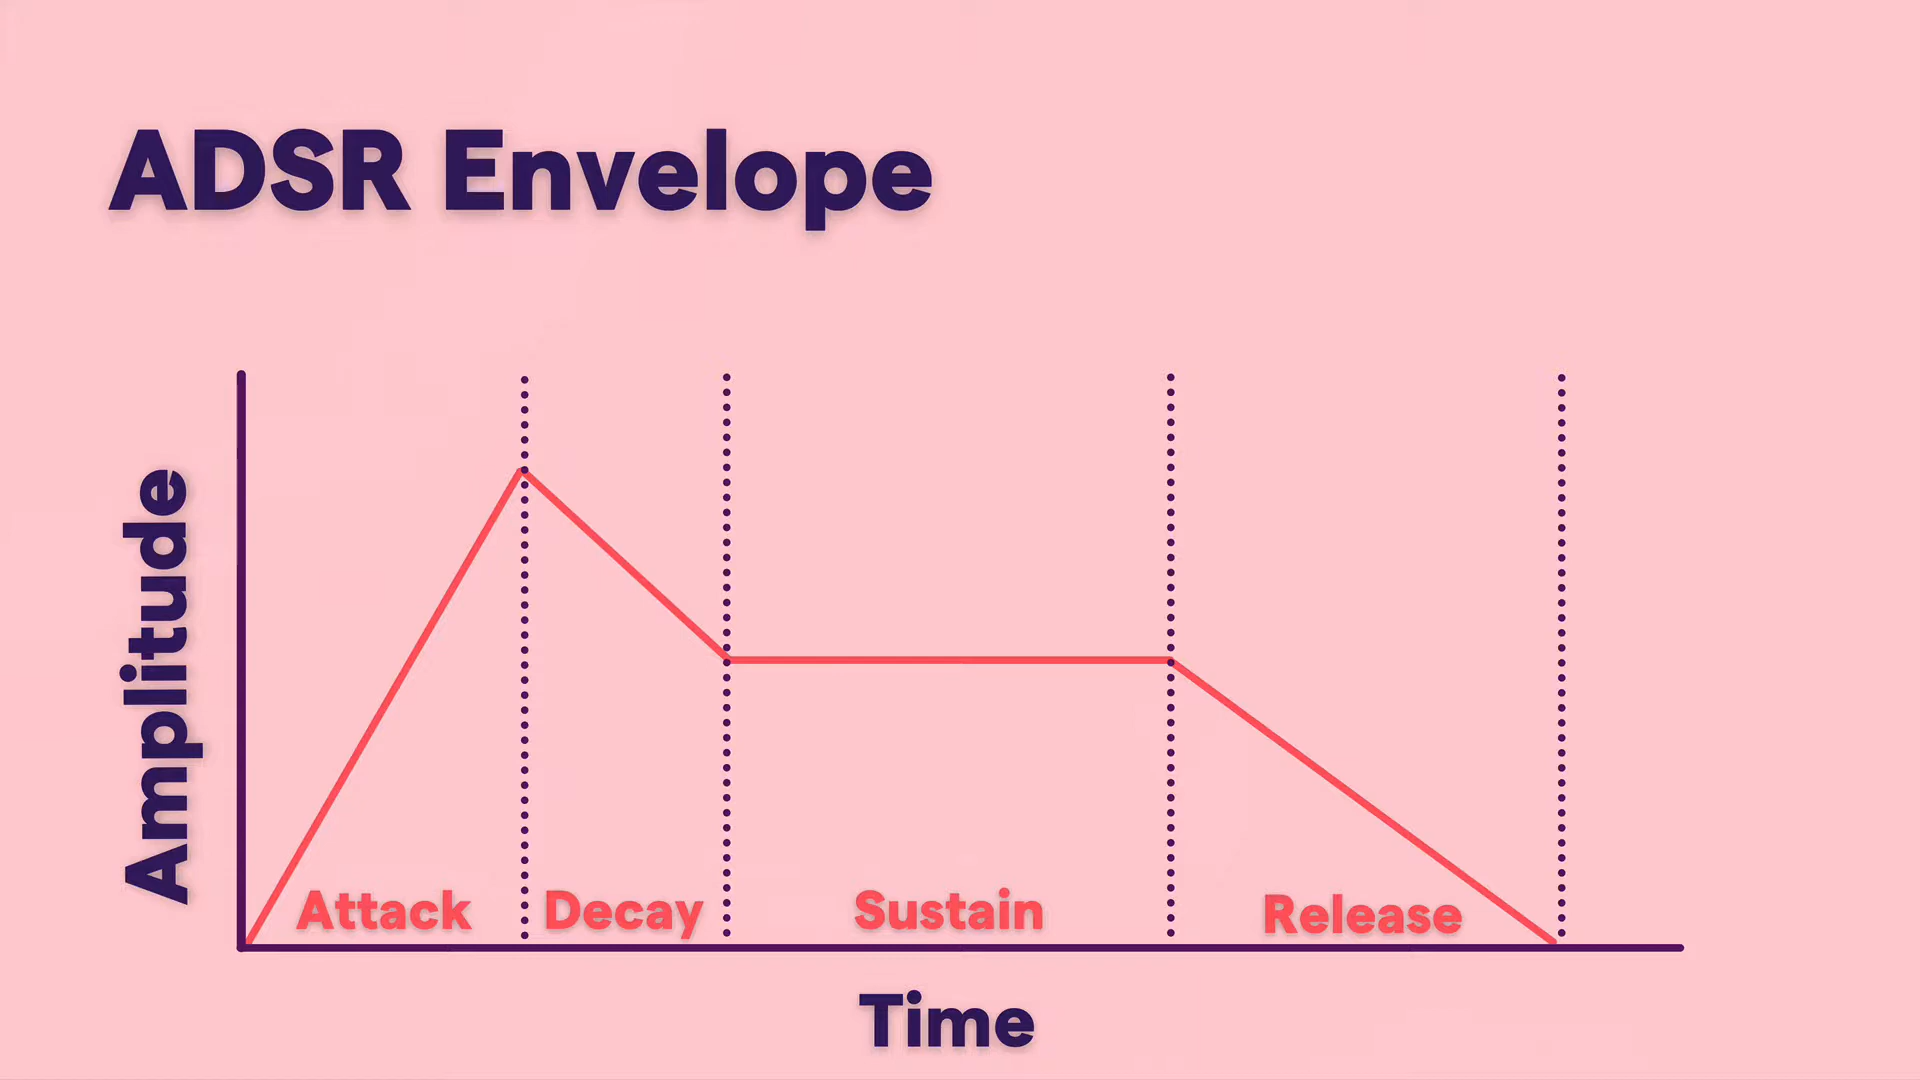 ADSR Envelope
Amplitude
Attack
Decay
Sustain
Release
Time